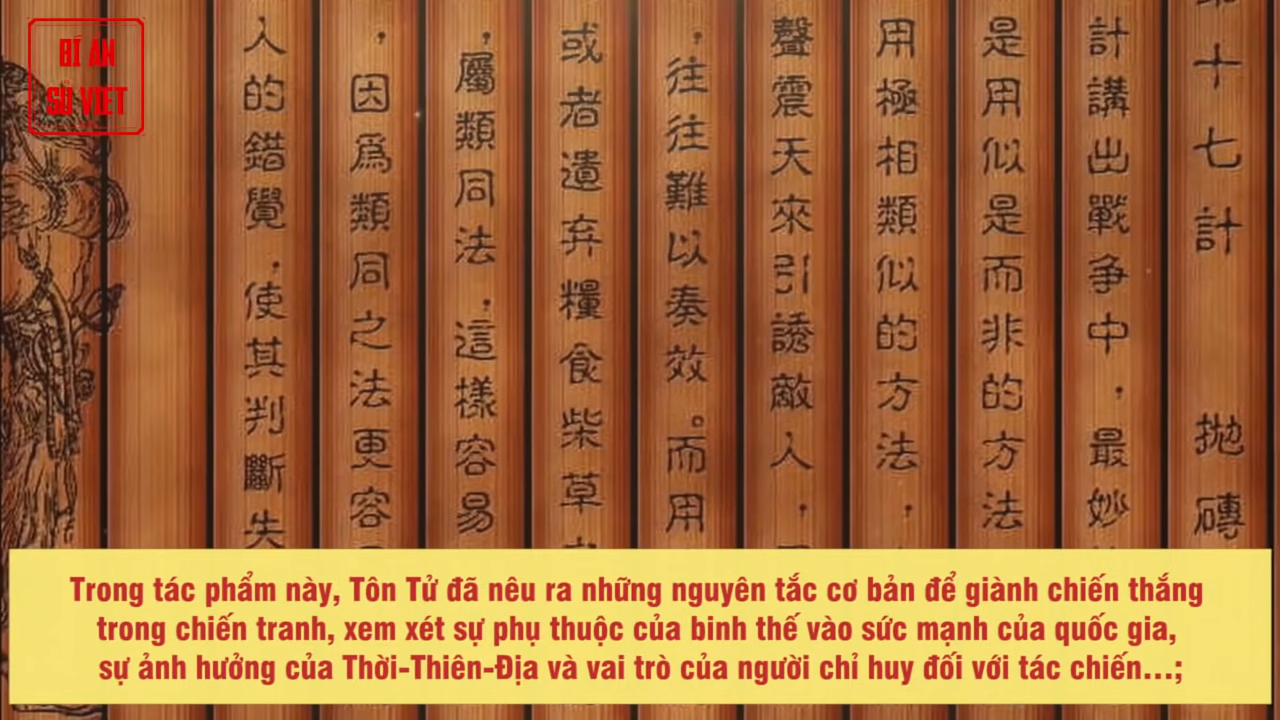 BÍ AN
SỬ VIET
十七計 拋磚
計講出戰争中，最妙
是用似是而非的方法
用極相類似的方法，
聲震天來引誘敵人，
，往往難以奏效。而用
或者遺弃糧食柴草
，屬類同法，這樣容易
，因爲類同之法更容
人的錯覺，使其判斷失
Trong tác phẩm này, Tôn Tử đã nêu ra những nguyên tắc cơ bản để giành chiến thắng
trong chiến tranh, xem xét sự phụ thuộc của binh thế vào sức mạnh của quốc gia,
sự ảnh hưởng của Thời-Thiên-Địa và vai trò của người chỉ huy đối với tác chiến...;